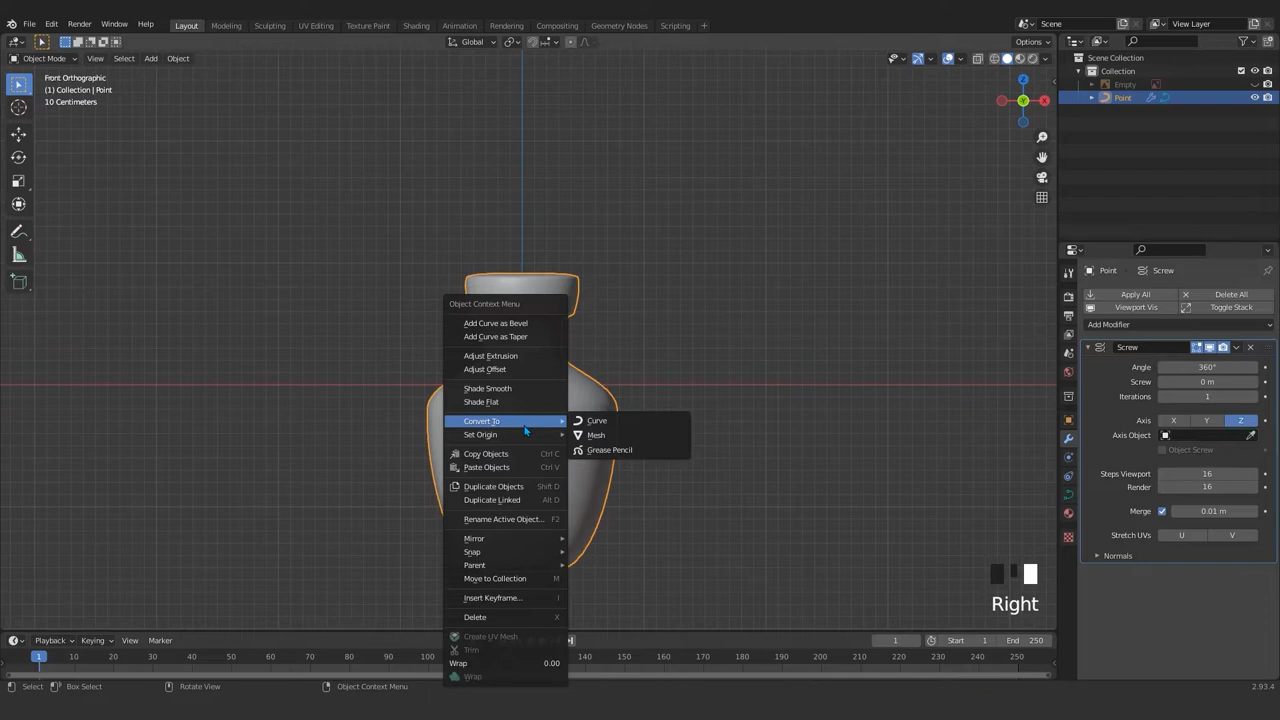 File Edit Render Window Help
Layout Modeling Sculpting UV Editing Texture Paint Shading Animation Rendering Compositing Geometry Nodes Scripting +
Scene
View Layer
Global
Options
Object Mode View Select Add Object
Front Orthographic
(1) Collection | Point
10 Centimeters
Z
Y
X
Scene Collection
Collection
Empty
Point
Object Context Menu
Add Curve as Bevel
Add Curve as Taper
Adjust Extrusion
Adjust Offset
Shade Smooth
Shade Flat
Convert To
Set Origin
Copy Objects Ctrl C
Paste Objects Ctrl V
Duplicate Objects Shift D
Duplicate Linked Alt D
Rename Active Object... F2
Mirror
Snap
Parent
Move to Collection M
Insert Keyframe... I
Delete X
Create UV Mesh
Trim
Wrap 0.00
Wrap
Curve
Mesh
Grease Pencil
Point Screw
Apply All Delete All
Viewport Vis Toggle Stack
Add Modifier
Screw
Angle 360°
Screw 0 m
Iterations 1
Axis X Y Z
Axis Object
Object Screw
Steps Viewport 16
Render 16
Merge 0.01 m
Stretch UVs U V
Normals
Right
Playback Keying View Marker
1 Start 1 End 250
1 10 20 30 40 50 60 70 80 90 100 130 140 150 160 170 180 190 200 210 220 230 240 250
Select Box Select Rotate View Object Context Menu 2.93.4